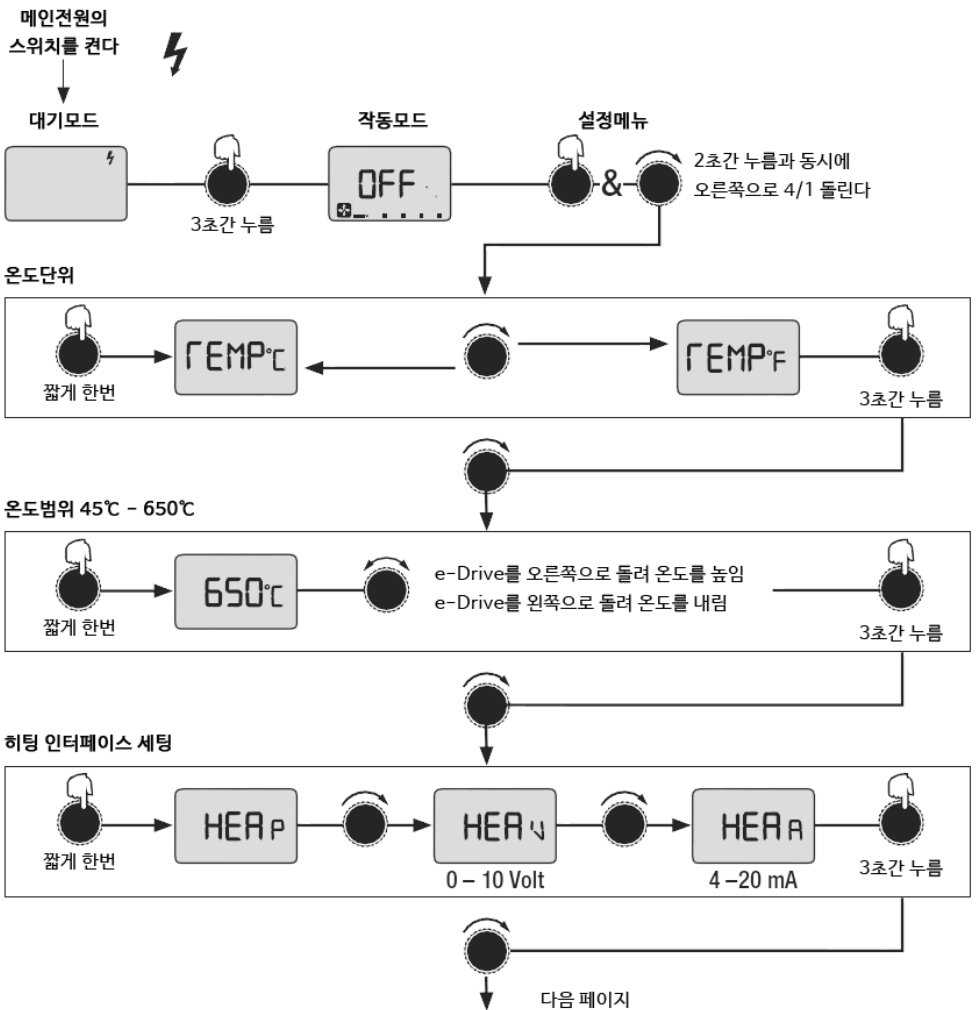 메인전원의
스위치를 켠다
대기모드
작동모드
설정메뉴
OFF
&
2초간 누름과 동시에
오른쪽으로 4/1 돌린다
3초간 누름
온도단위
TEMP°C
TEMP°F
짧게 한번
3초간 누름
온도범위 45℃ - 650℃
650°C
e-Drive를 오른쪽으로 돌려 온도를 높임
e-Drive를 왼쪽으로 돌려 온도를 내림
짧게 한번
3초간 누름
히팅 인터페이스 세팅
HEA P
HEA V
HEA A
짧게 한번
0 – 10 Volt
4 –20 mA
3초간 누름
다음 페이지